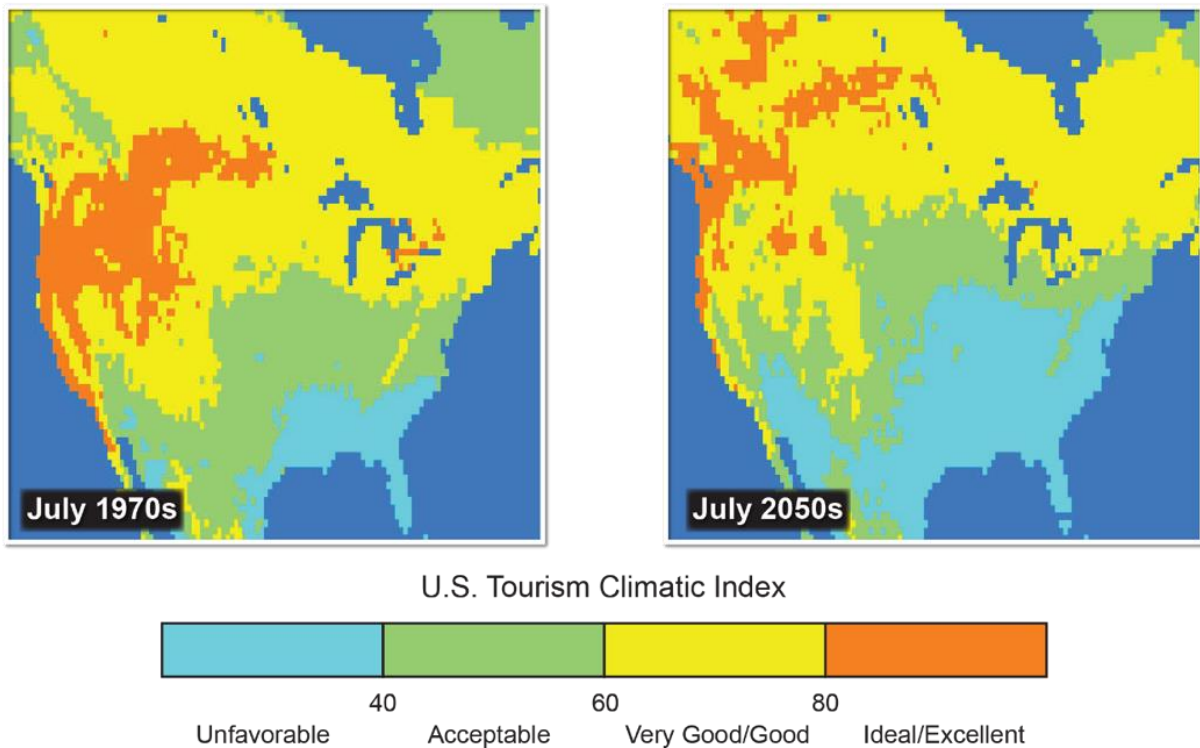 July 1970s
July 2050s
U.S. Tourism Climatic Index
40 60 80
Unfavorable Acceptable Very Good/Good Ideal/Excellent